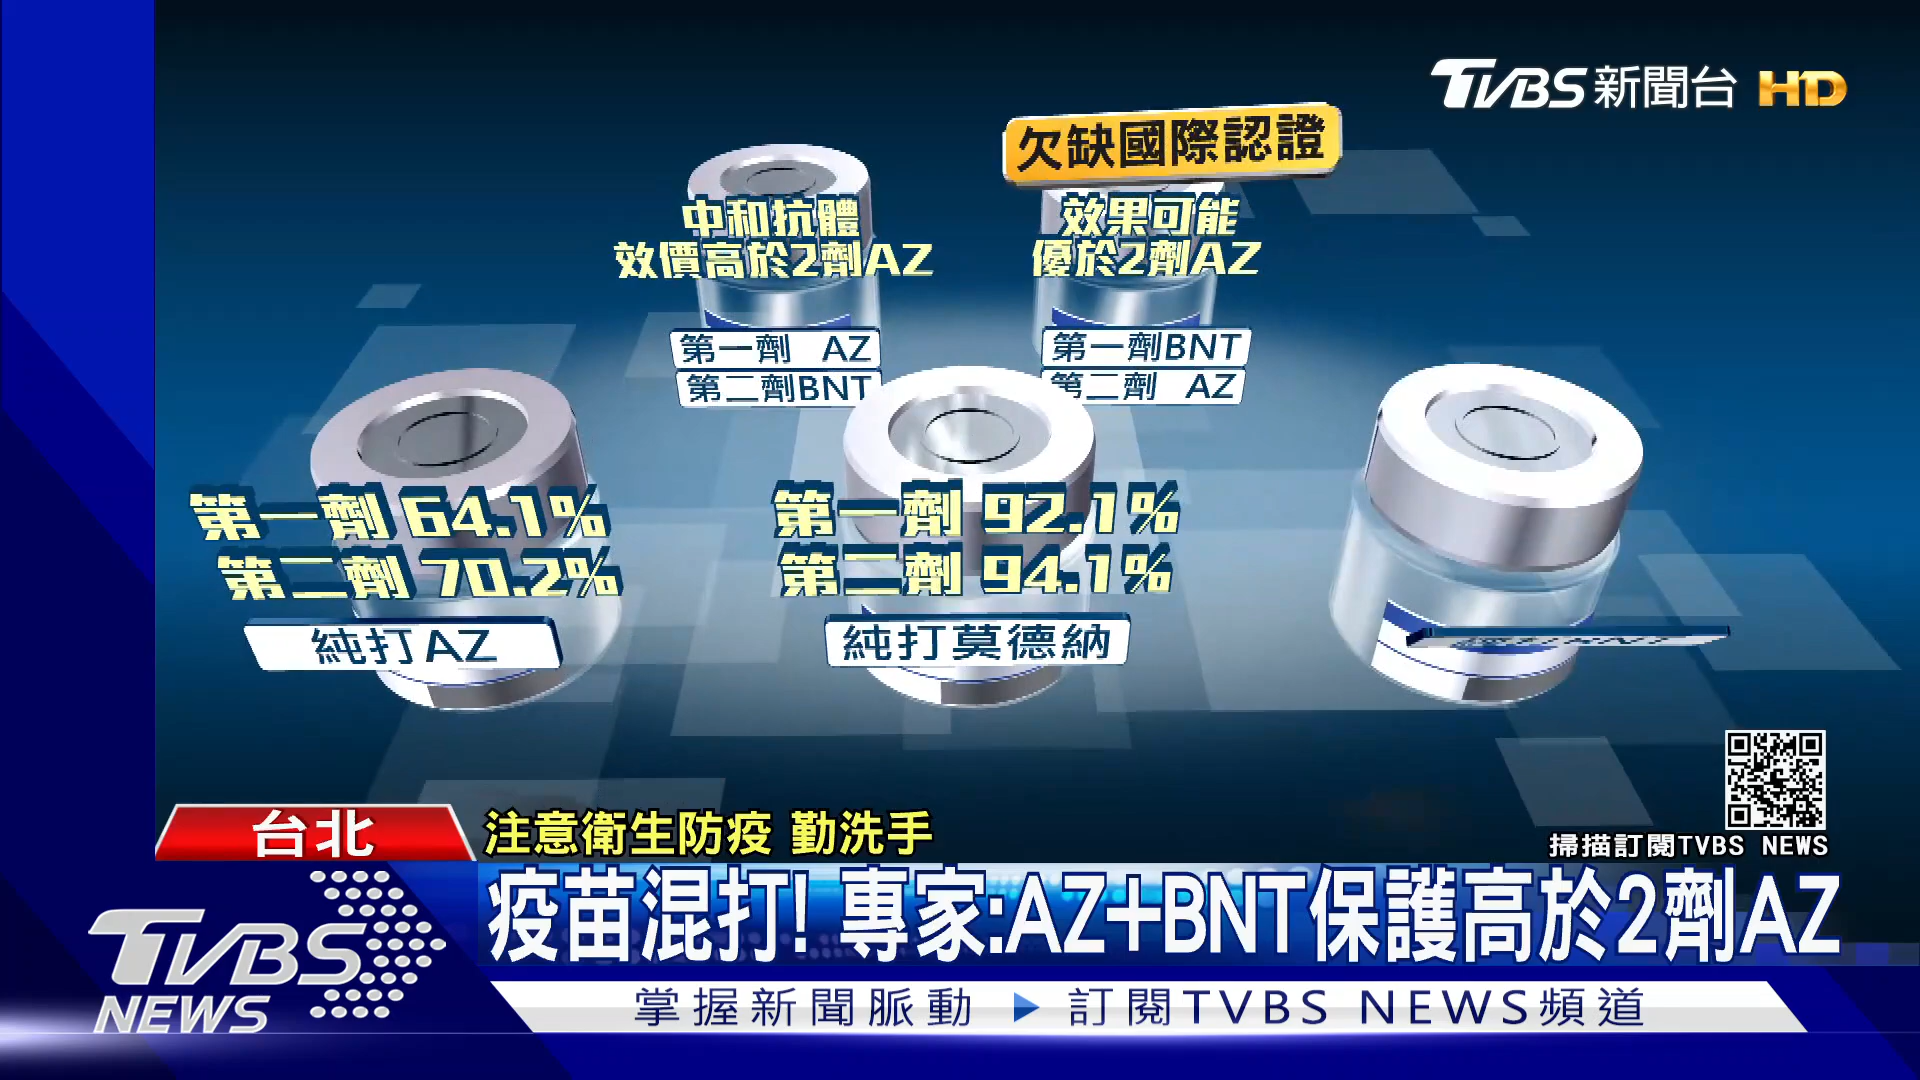 TVBS新聞台 HD
欠缺國際認證
中和抗體
效價高於2劑AZ
第一劑 AZ
第二劑BNT
效果可能
優於2劑AZ
第一劑BNT
第二劑 AZ
第一劑 64.1%
第二劑 70.2%
純打AZ
第一劑 92.1%
第二劑 94.1%
純打莫德納
掃描訂閱TVBS NEWS
台北
注意衛生防疫 勤洗手
疫苗混打! 專家:AZ+BNT保護高於2劑AZ
TVBS
NEWS
掌握新聞脈動 ▶ 訂閱TVBS NEWS頻道